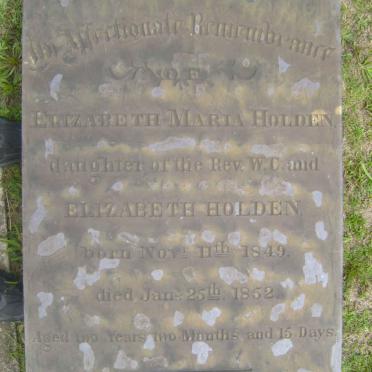 In Affectionate Remembrance
OF
ELIZABETH MARIA HOLDEN,
daughter of the Rev. W. C. and
ELIZABETH HOLDEN,
born Nov. 11th 1849.
died Jan. 25th, 1852.
Aged two Years, two Months and 15 Days.